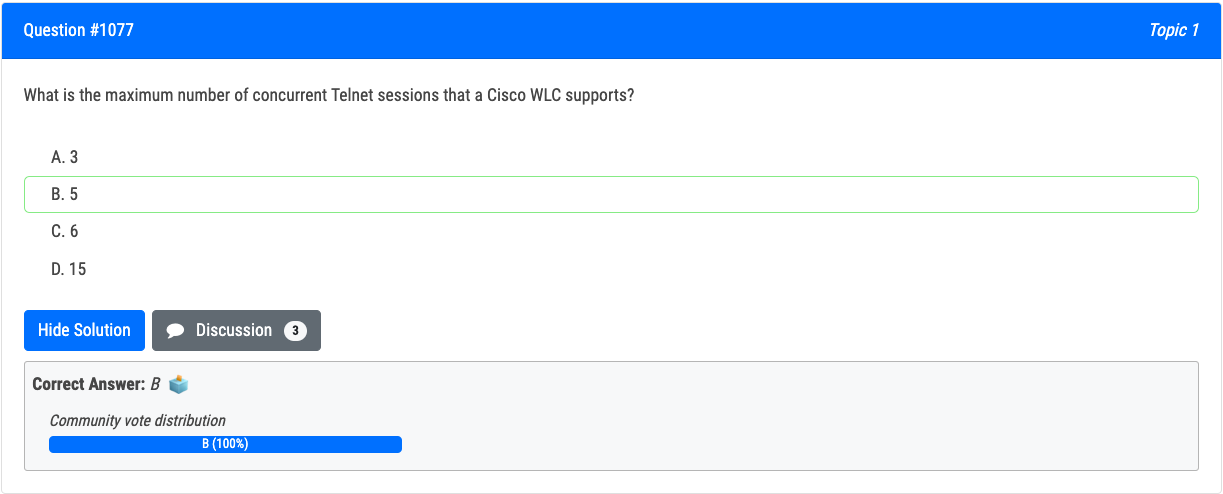 Question #1077
Topic 1
What is the maximum number of concurrent Telnet sessions that a Cisco WLC supports?
A. 3
B. 5
C. 6
D. 15
Hide Solution
Discussion 3
Correct Answer: B
Community vote distribution
B (100%)